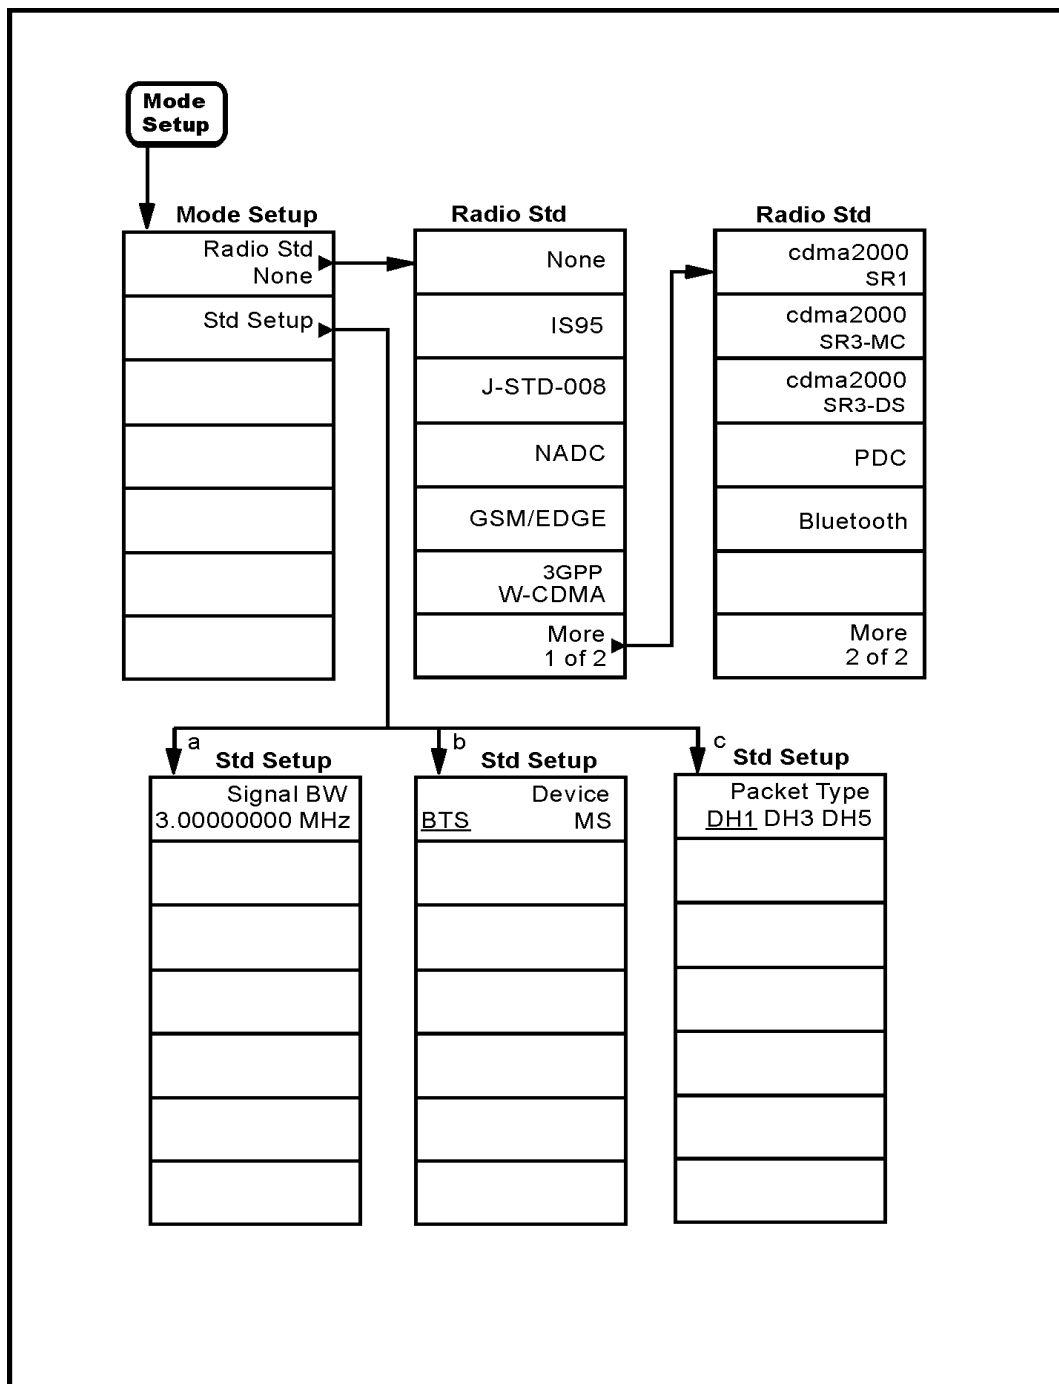 Mode
Setup
Mode Setup
Radio Std
None
Std Setup
Radio Std
None
IS95
J-STD-008
NADC
GSM/EDGE
3GPP
W-CDMA
More
1 of 2
Radio Std
cdma2000
SR1
cdma2000
SR3-MC
cdma2000
SR3-DS
PDC
Bluetooth
More
2 of 2
a
Std Setup
Signal BW
3.00000000 MHz
b
Std Setup
Device
BTS MS
c
Std Setup
Packet Type
DH1 DH3 DH5